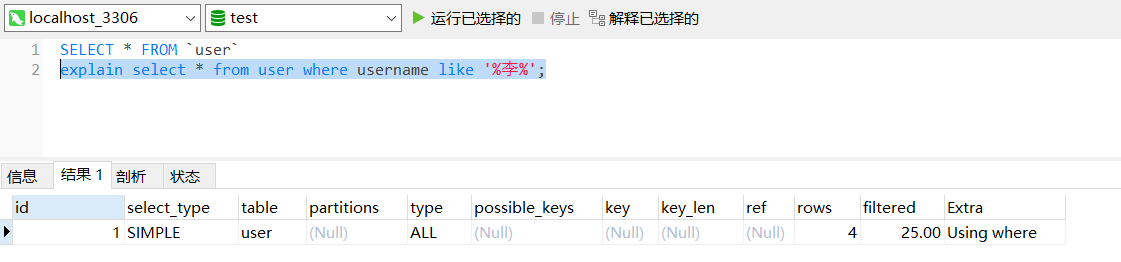 localhost_3306 test 运行已选择的 停止 解释已选择的
1 SELECT * FROM `user`
2 explain select * from user where username like '%李%';
信息 结果 1 剖析 状态
id select_type table partitions type possible_keys key key_len ref rows filtered Extra
1 SIMPLE user (Null) ALL (Null) (Null) (Null) (Null) 4 25.00 Using where